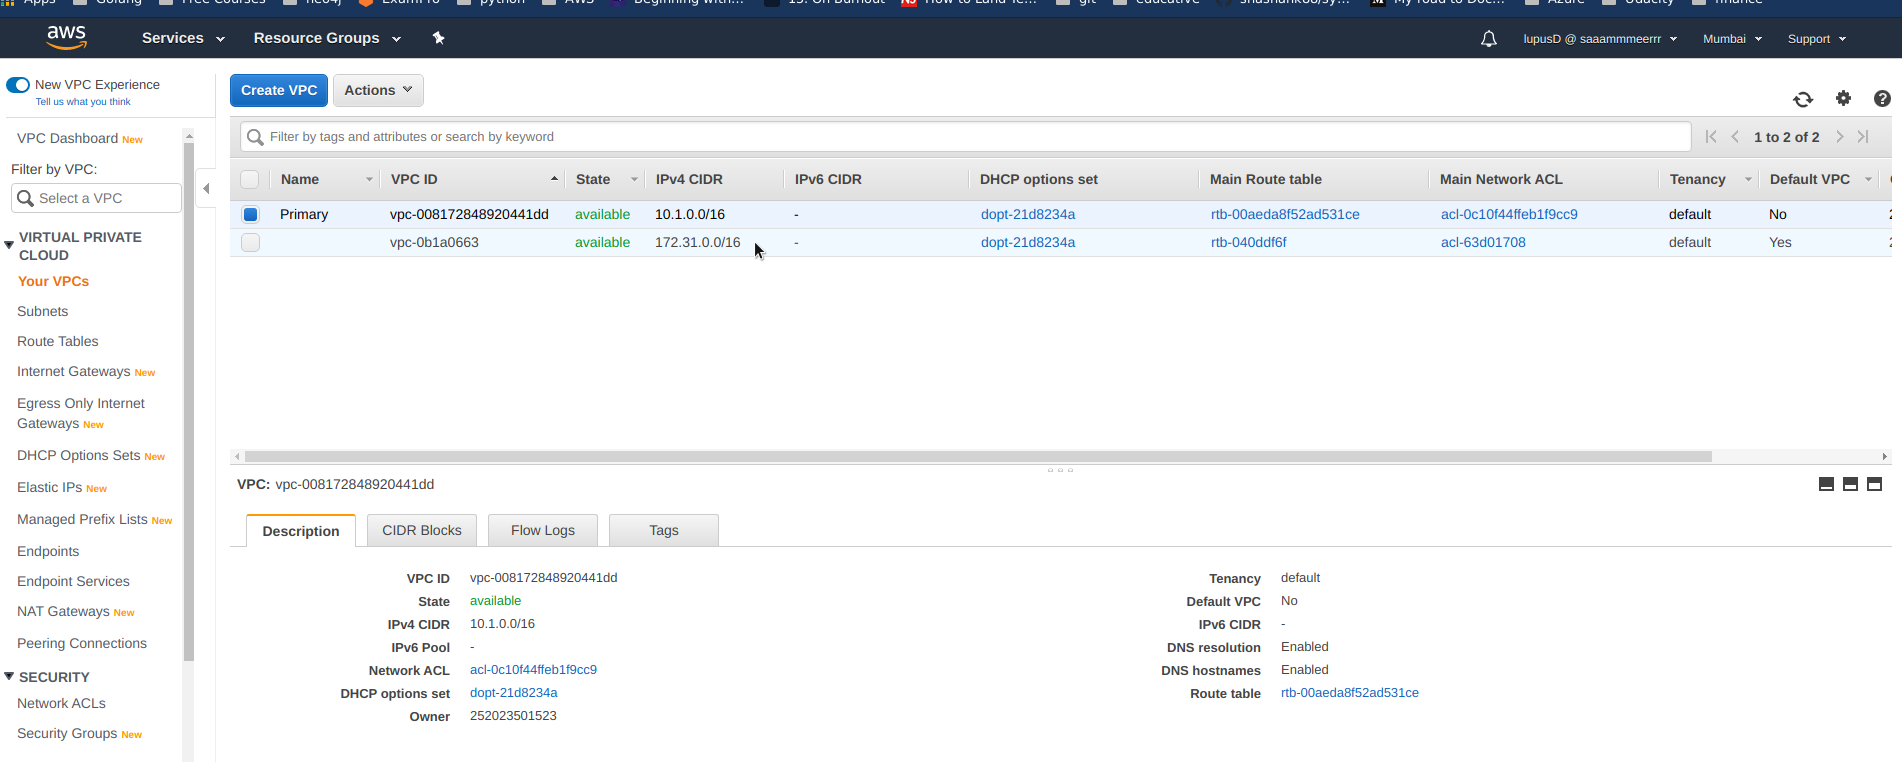 Apps Golang Free Courses neo4j ExamPro python AWS Beginning with... 15. On Burnout How to Land Te... git educative shashank88/sy... My road to Doc... Azure Udacity finance
aws Services Resource Groups lupusD @ saaammmeerrr Mumbai Support
New VPC Experience
Tell us what you think
VPC Dashboard New
Filter by VPC:
Select a VPC
VIRTUAL PRIVATE
CLOUD
Your VPCs
Subnets
Route Tables
Internet Gateways New
Egress Only Internet
Gateways New
DHCP Options Sets New
Elastic IPs New
Managed Prefix Lists New
Endpoints
Endpoint Services
NAT Gateways New
Peering Connections
SECURITY
Network ACLs
Security Groups New
Create VPC Actions
Filter by tags and attributes or search by keyword 1 to 2 of 2
Name VPC ID State IPv4 CIDR IPv6 CIDR DHCP options set Main Route table Main Network ACL Tenancy Default VPC
Primary vpc-008172848920441dd available 10.1.0.0/16 - dopt-21d8234a rtb-00aeda8f52ad531ce acl-0c10f44ffeb1f9cc9 default No
vpc-0b1a0663 available 172.31.0.0/16 - dopt-21d8234a rtb-040ddf6f acl-63d01708 default Yes
VPC: vpc-008172848920441dd
Description CIDR Blocks Flow Logs Tags
VPC ID vpc-008172848920441dd Tenancy default
State available Default VPC No
IPv4 CIDR 10.1.0.0/16 IPv6 CIDR -
IPv6 Pool - DNS resolution Enabled
Network ACL acl-0c10f44ffeb1f9cc9 DNS hostnames Enabled
DHCP options set dopt-21d8234a Route table rtb-00aeda8f52ad531ce
Owner 252023501523